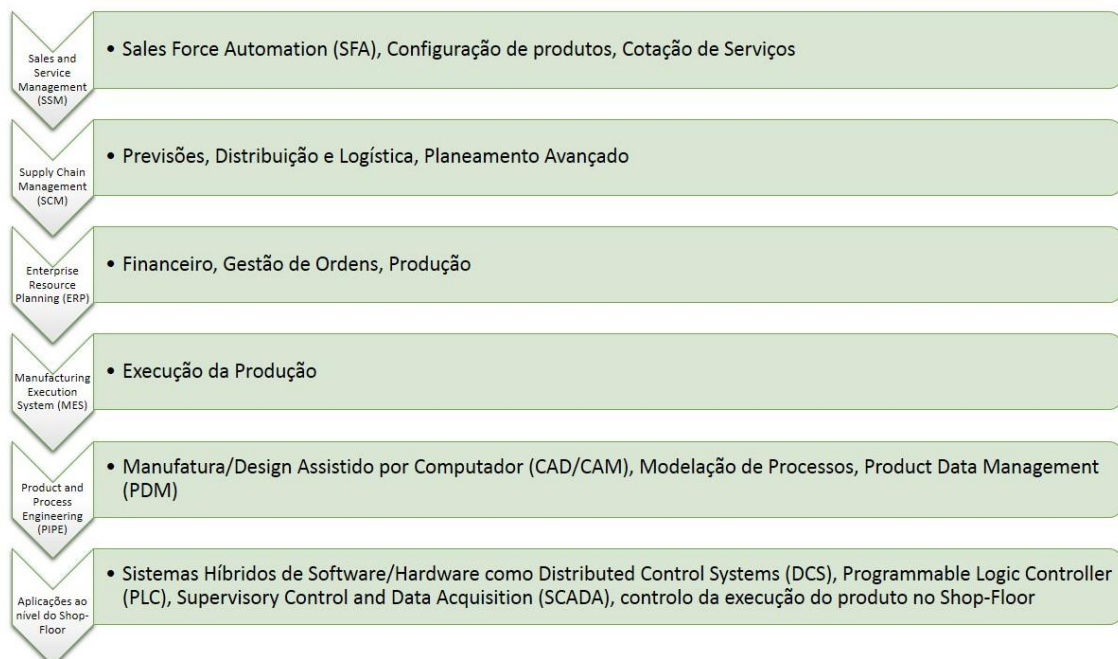 Sales and
Service
Management
(SSM)
• Sales Force Automation (SFA), Configuração de produtos, Cotação de Serviços
Supply Chain
Management
(SCM)
• Previsões, Distribuição e Logística, Planeamento Avançado
Enterprise
Resource
Planning (ERP)
• Financeiro, Gestão de Ordens, Produção
Manufacturing
Execution
System (MES)
• Execução da Produção
Product and
Process
Engineering
(PIPE)
• Manufatura/Design Assistido por Computador (CAD/CAM), Modelação de Processos, Product Data Management
(PDM)
Aplicações ao
nível do Shop-
Floor
• Sistemas Híbridos de Software/Hardware como Distributed Control Systems (DCS), Programmable Logic Controller
(PLC), Supervisory Control and Data Acquisition (SCADA), controlo da execução do produto no Shop-Floor